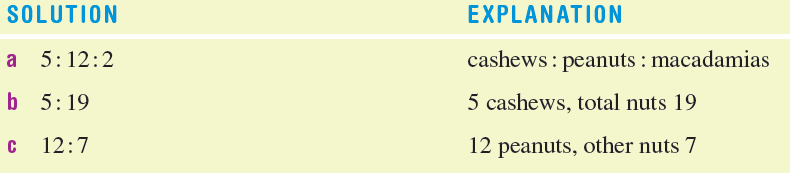 SOLUTION EXPLANATION
a 5:12:2 cashews : peanuts : macadamias
b 5:19 5 cashews, total nuts 19
c 12:7 12 peanuts, other nuts 7